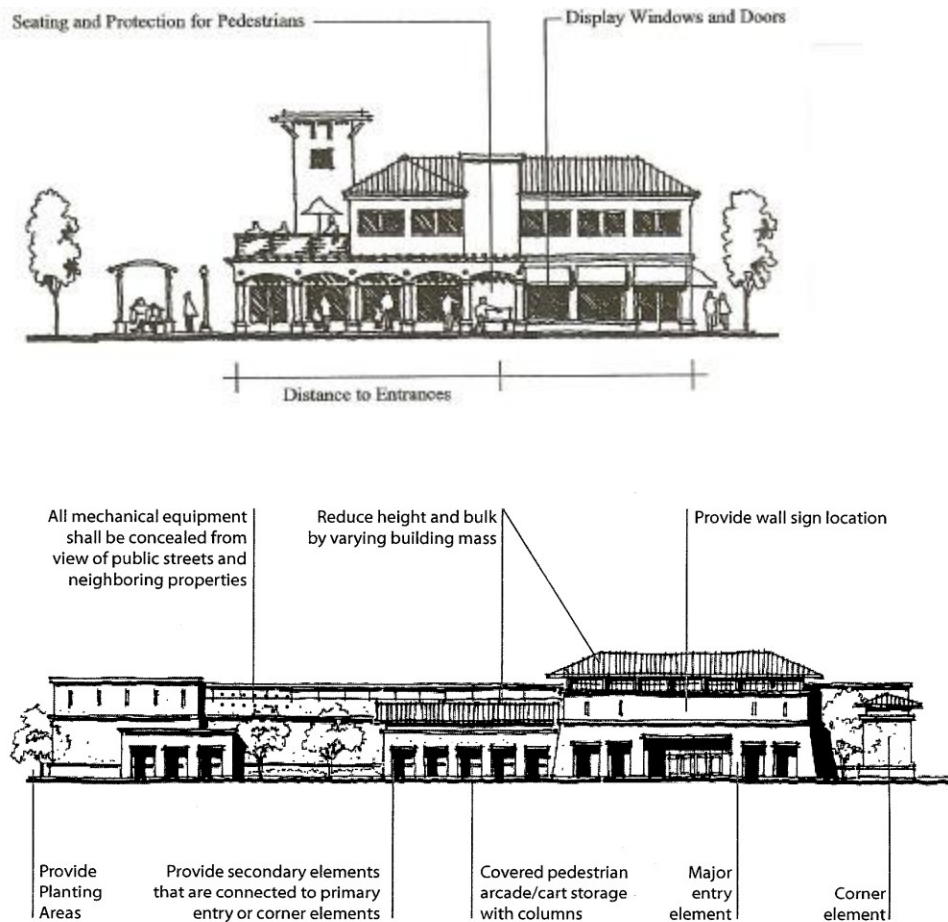 Seating and Protection for Pedestrians
Display Windows and Doors
Distance to Entrances
All mechanical equipment
shall be concealed from
view of public streets and
neighboring properties
Reduce height and bulk
by varying building mass
Provide wall sign location
Provide
Planting
Areas
Provide secondary elements
that are connected to primary
entry or corner elements
Covered pedestrian
arcade/cart storage
with columns
Major
entry
element
Corner
element